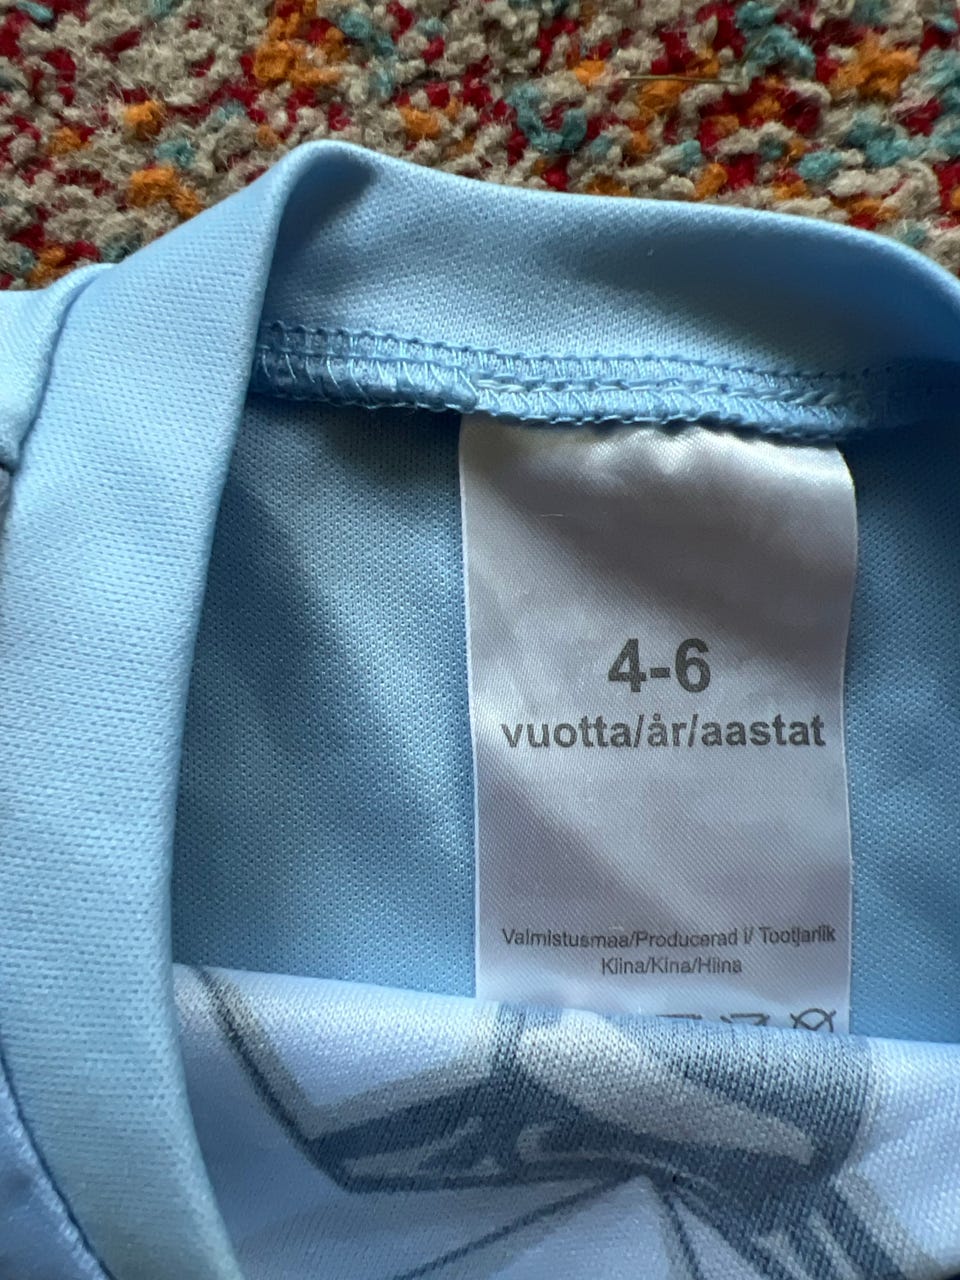 4-6
vuotta/år/aastat
Valmistusmaa/Producerad i/ Tootjariik
Kiina/Kina/Hiina